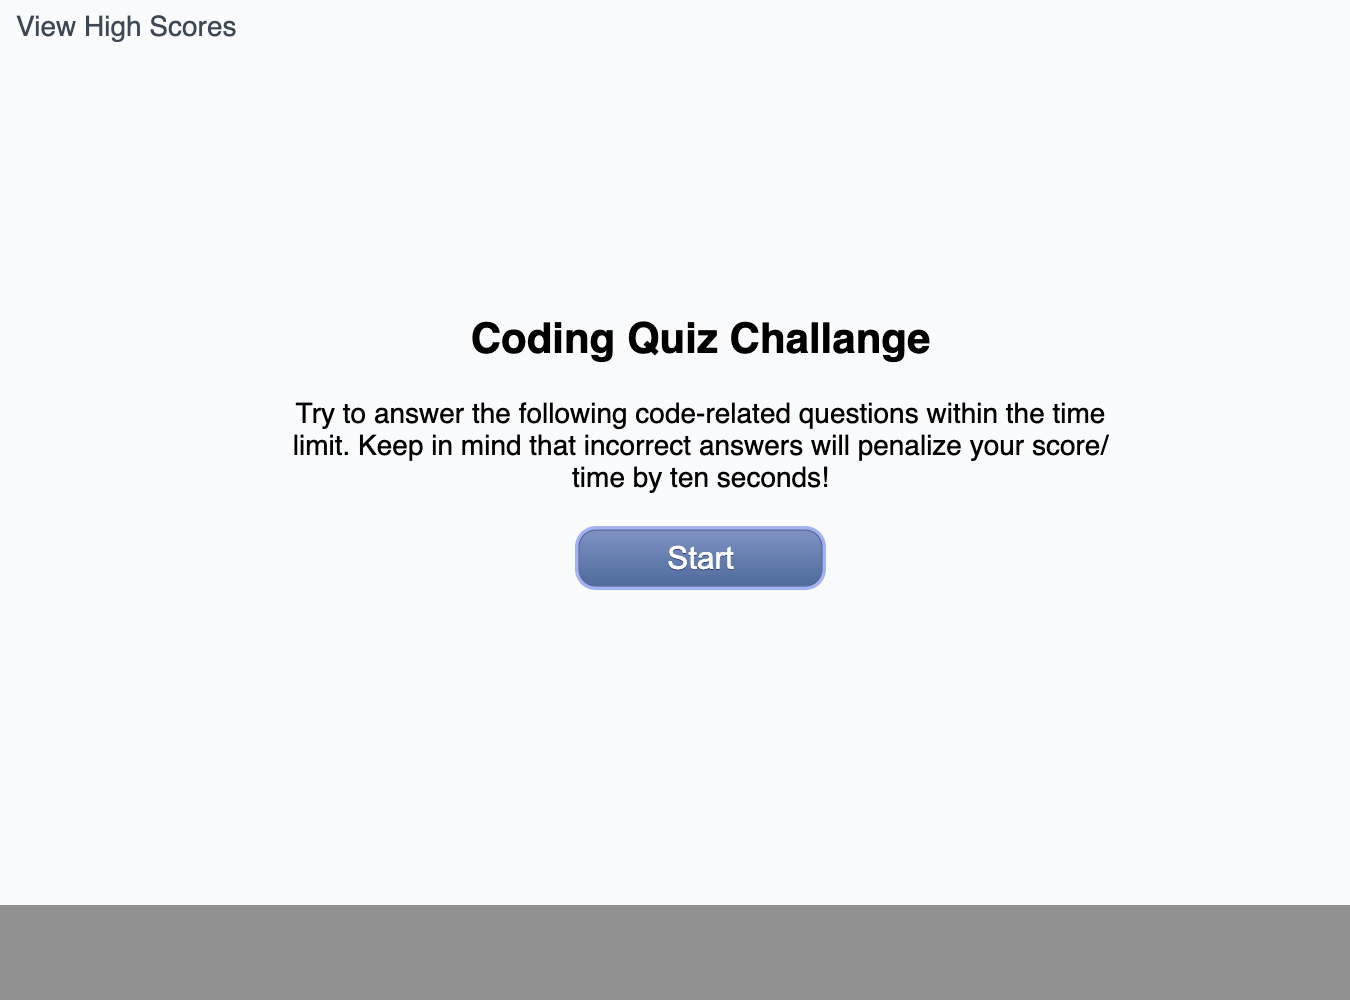 View High Scores
Coding Quiz Challange
Try to answer the following code-related questions within the time
limit. Keep in mind that incorrect answers will penalize your score/
time by ten seconds!
Start